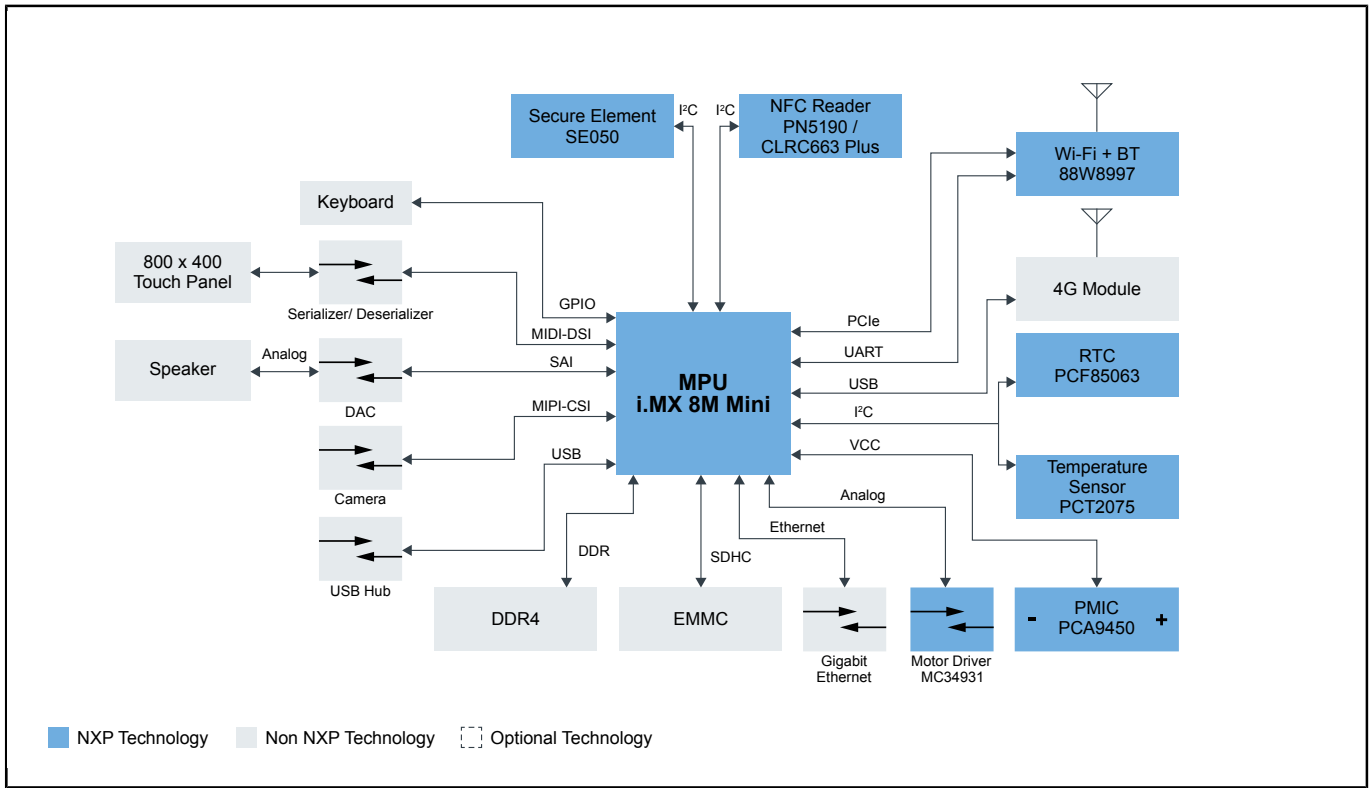 Secure Element
SE050
I²C
I²C
NFC Reader
PN5190 /
CLRC663 Plus
Wi-Fi + BT
88W8997
Keyboard
800 x 400
Touch Panel
Serializer/ Deserializer
4G Module
GPIO
MIDI-DSI
PCIe
UART
Speaker
Analog
DAC
SAI
MPU
i.MX 8M Mini
USB
I²C
RTC
PCF85063
MIPI-CSI
Camera
USB
VCC
Temperature
Sensor
PCT2075
Analog
Ethernet
USB Hub
DDR
SDHC
DDR4
EMMC
Gigabit
Ethernet
Motor Driver
MC34931
-
PMIC
PCA9450
+
NXP Technology
Non NXP Technology
Optional Technology